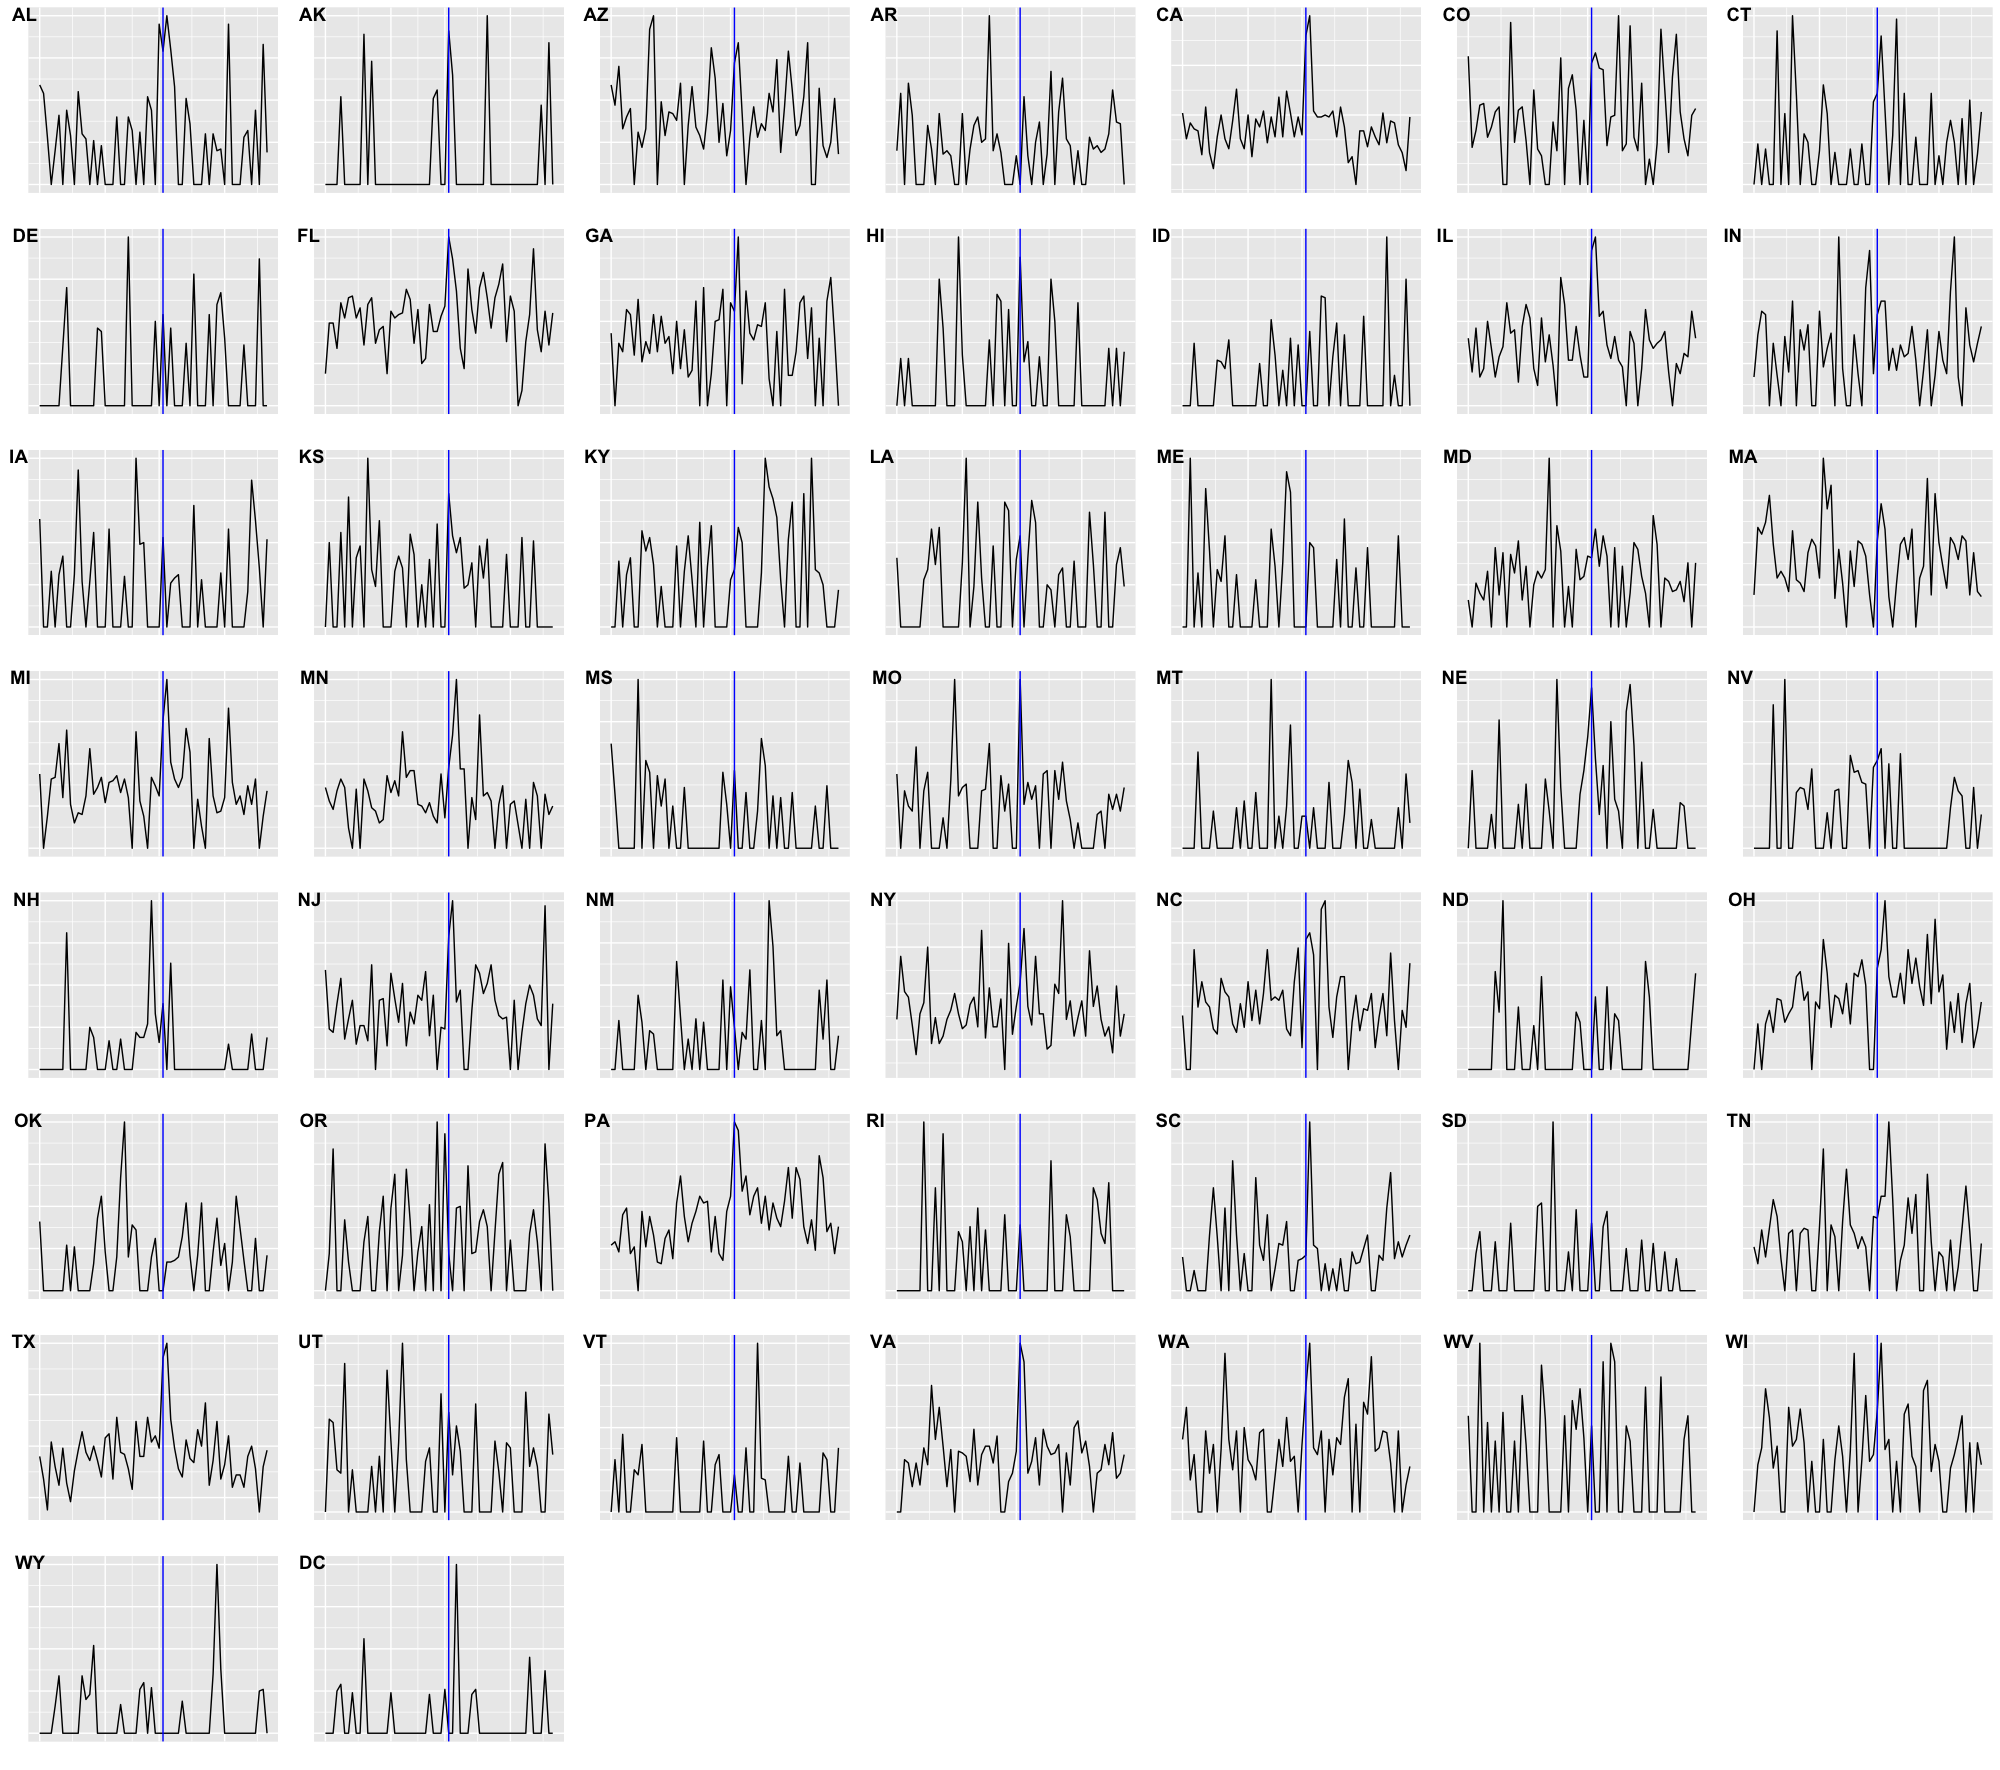 AL AK AZ AR CA CO CT
DE FL GA HI ID IL IN
IA KS KY LA ME MD MA
MI MN MS MO MT NE NV
NH NJ NM NY NC ND OH
OK OR PA RI SC SD TN
TX UT VT VA WA WV WI
WY DC